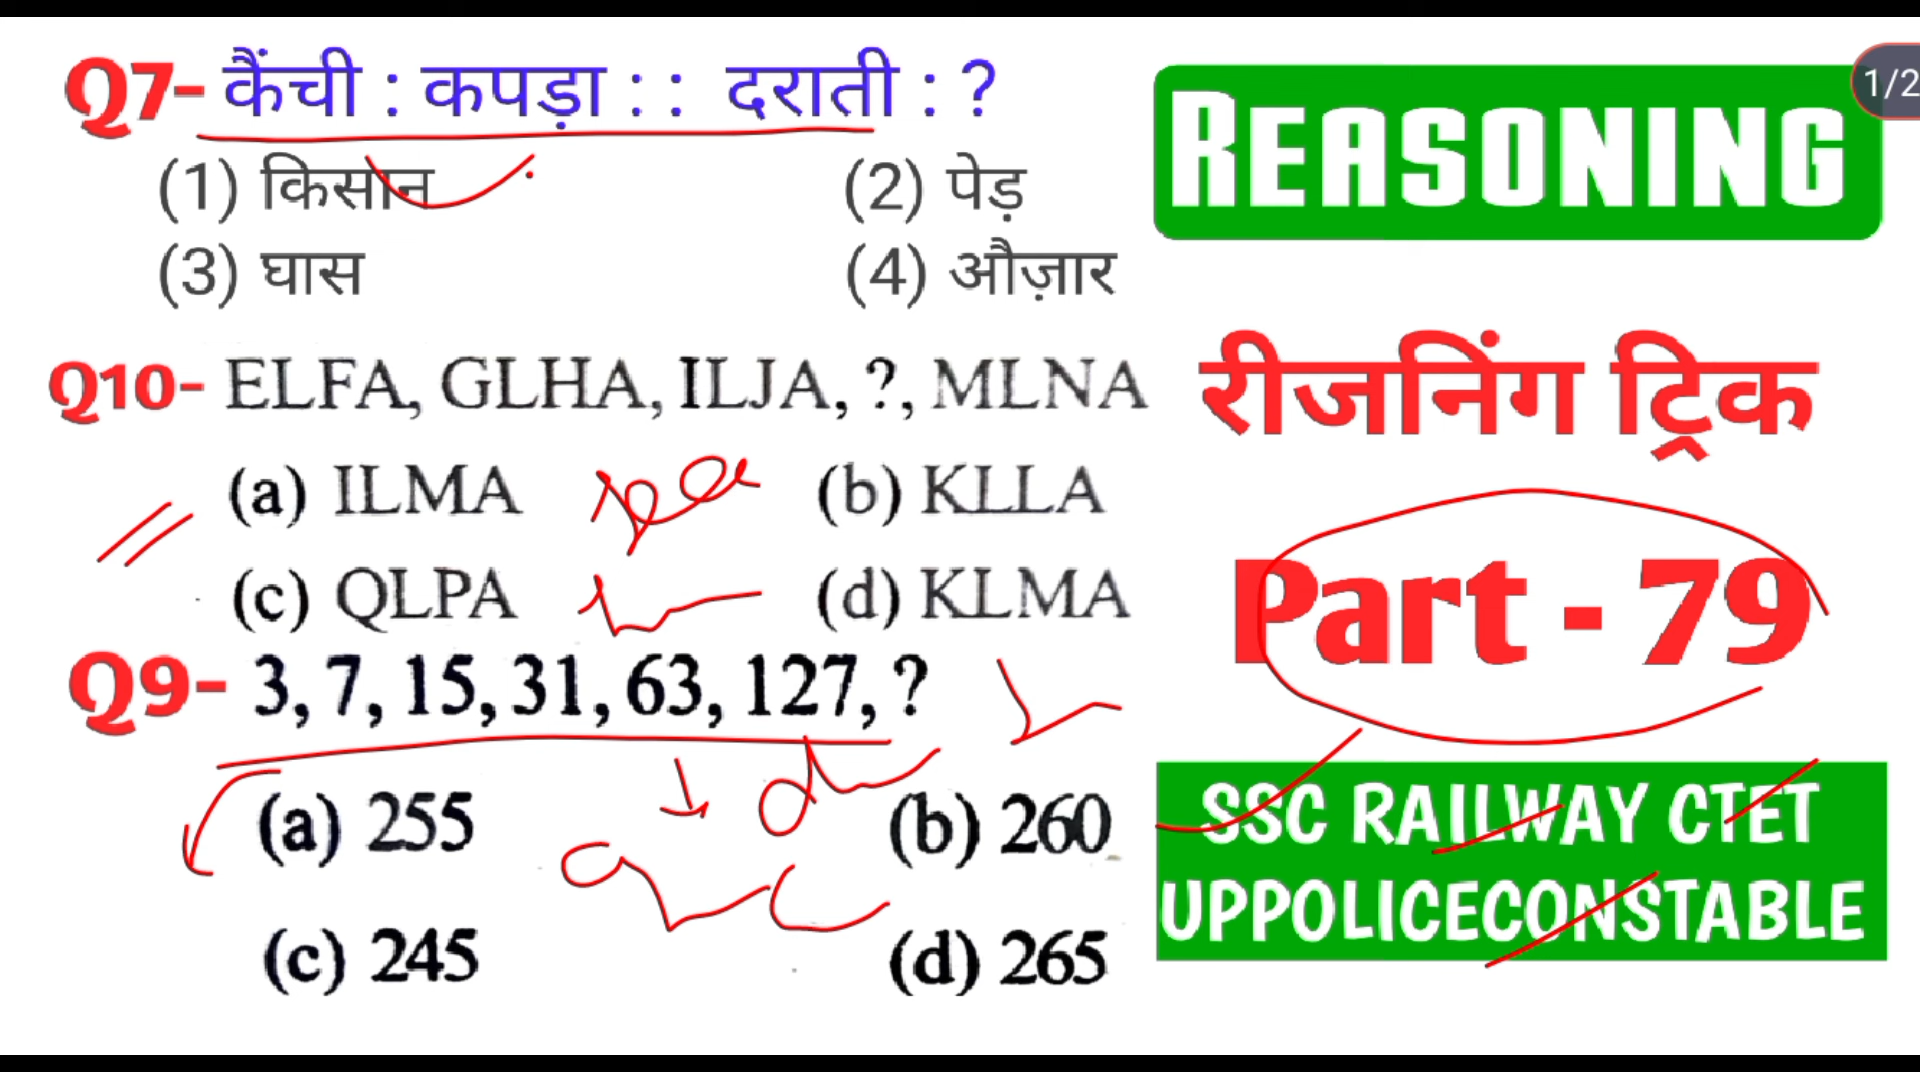 Q7- कैंची : कपड़ा : : दराती : ?
(1) किसान (2) पेड़
(3) घास (4) औज़ार
Q10- ELFA, GLHA, ILJA, ?, MLNA
(a) ILMA (b) KLLA
(c) QLPA (d) KLMA
Q9- 3, 7, 15, 31, 63, 127, ?
(a) 255 (b) 260
(c) 245 (d) 265
1/2
REASONING
रीजनिंग ट्रिक
Part - 79
SSC RAILWAY CTET
UPPOLICECONSTABLE